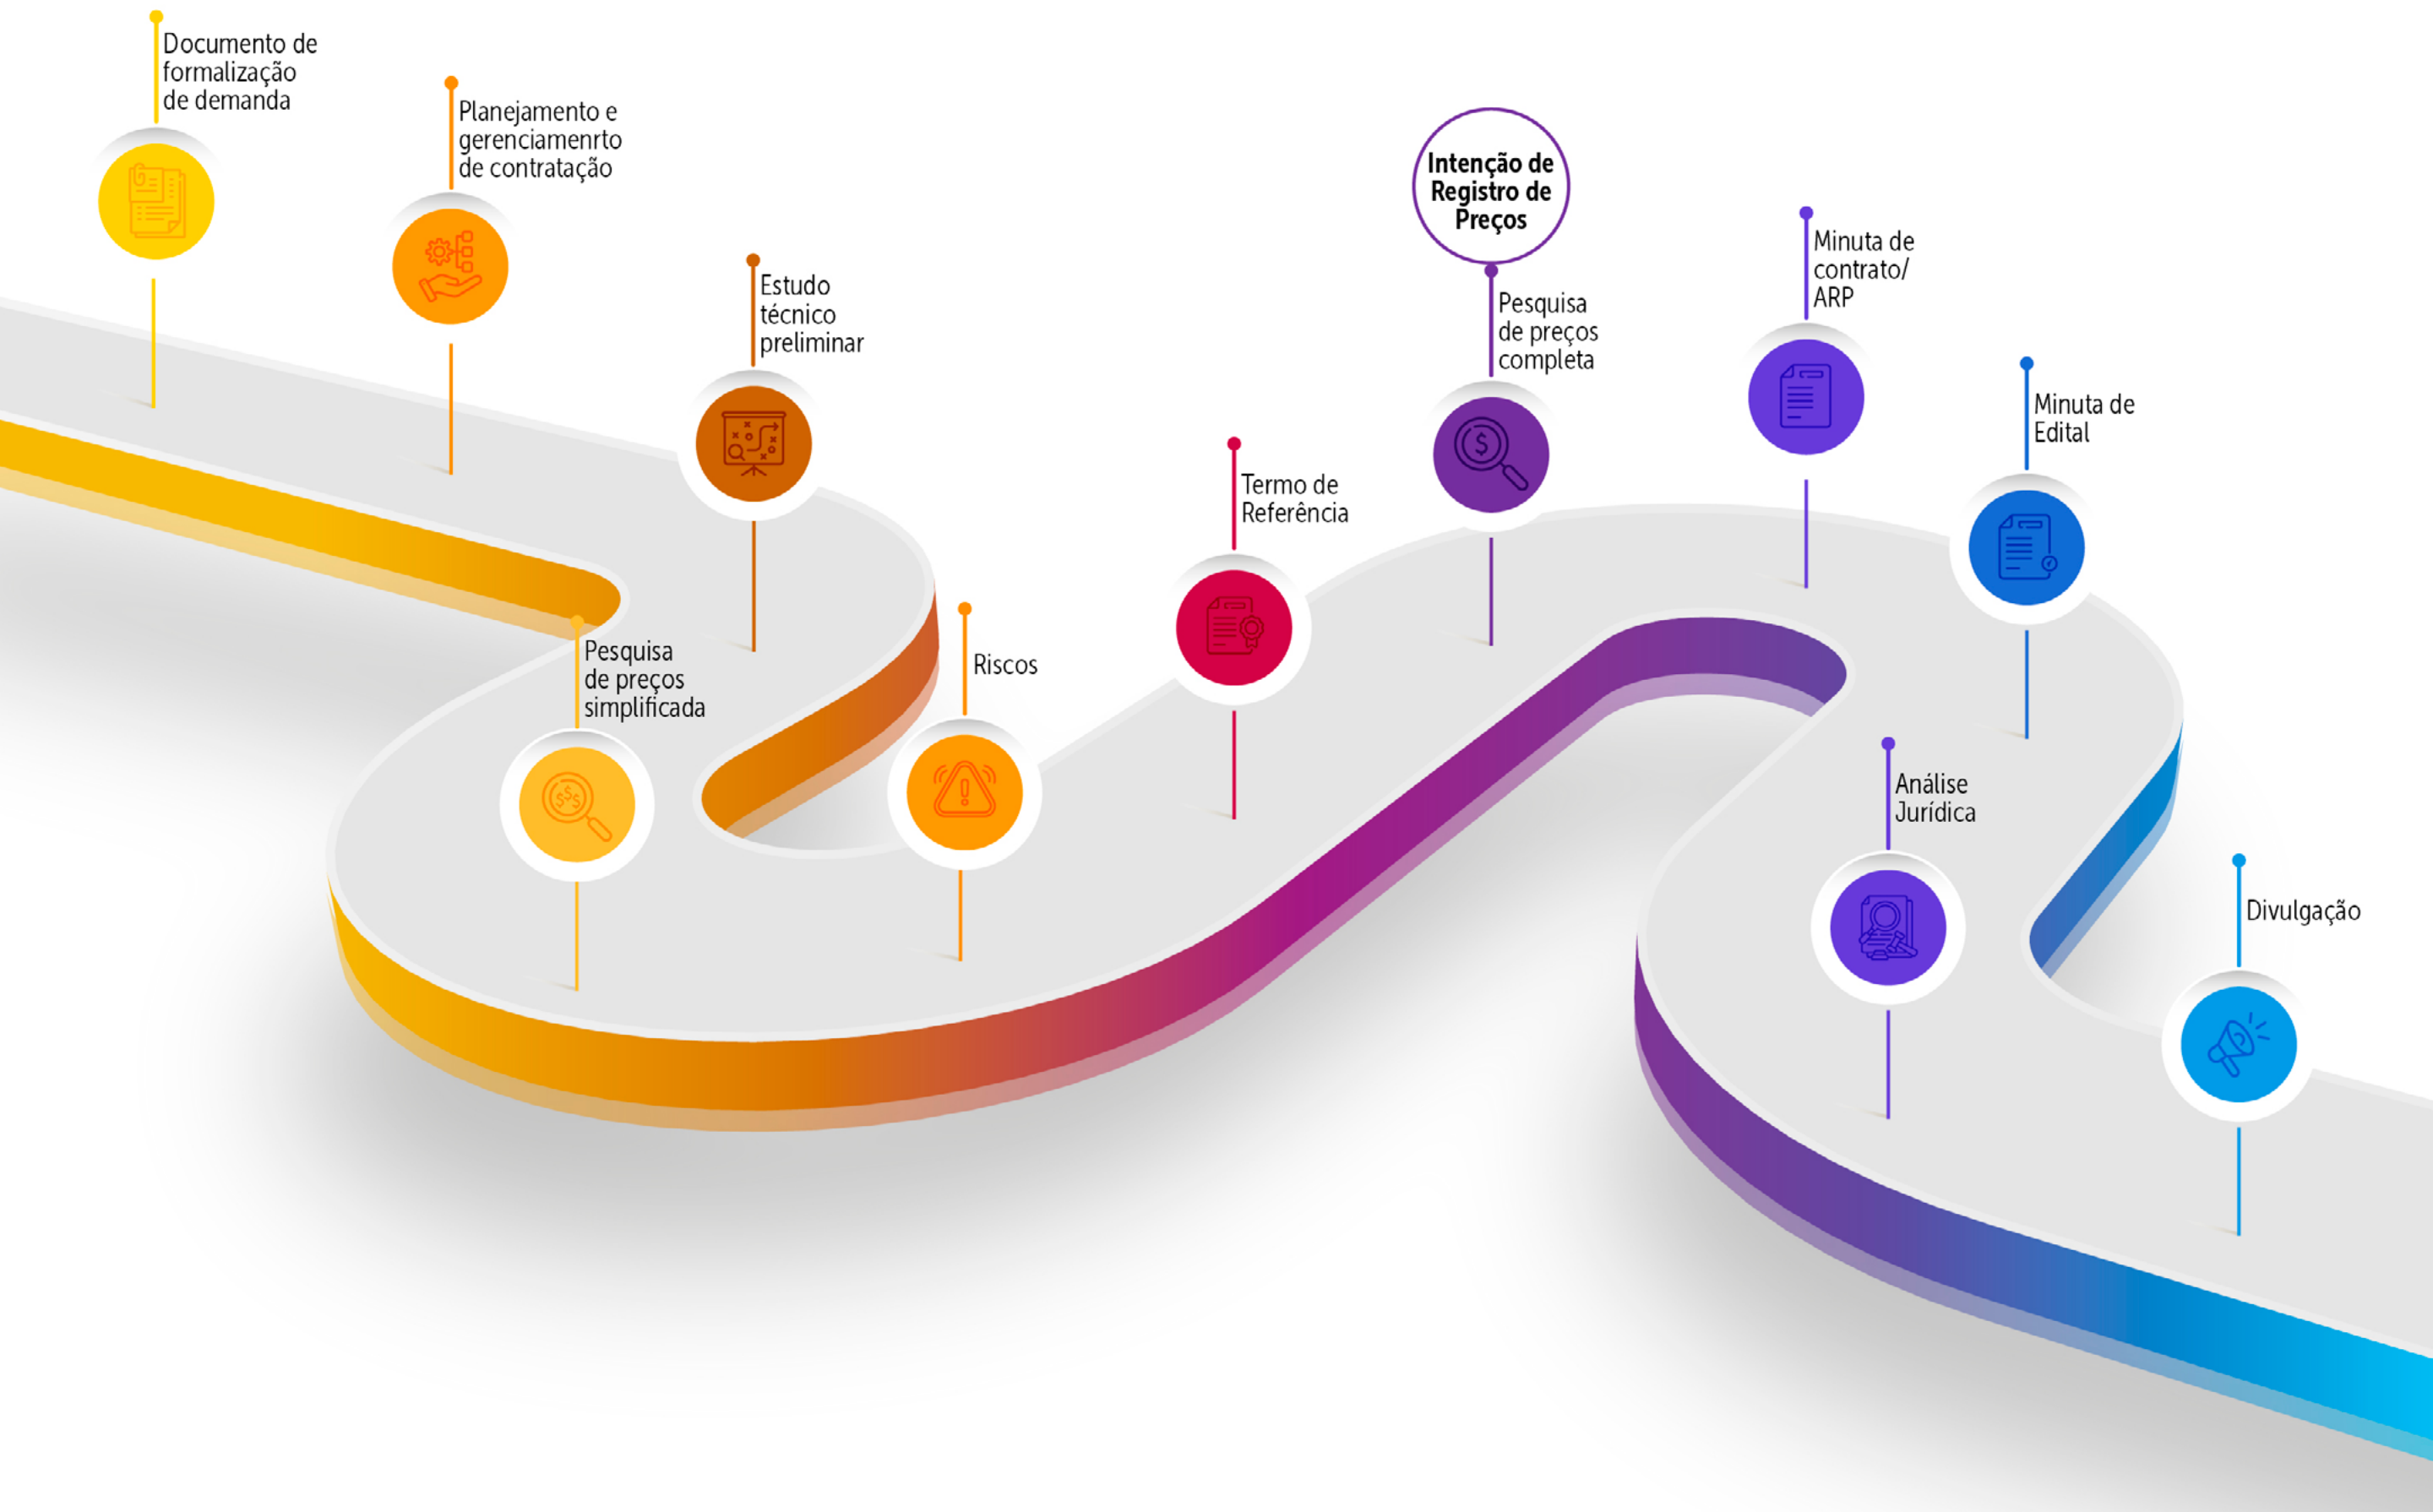 Documento de
formalização
de demanda
Planejamento e
gerenciamenrto
de contratação
Estudo
técnico
preliminar
Pesquisa
de preços
simplificada
Riscos
Termo de
Referência
Intenção de
Registro de
Preços
Pesquisa
de preços
completa
Minuta de
contrato/
ARP
Minuta de
Edital
Análise
Jurídica
Divulgação